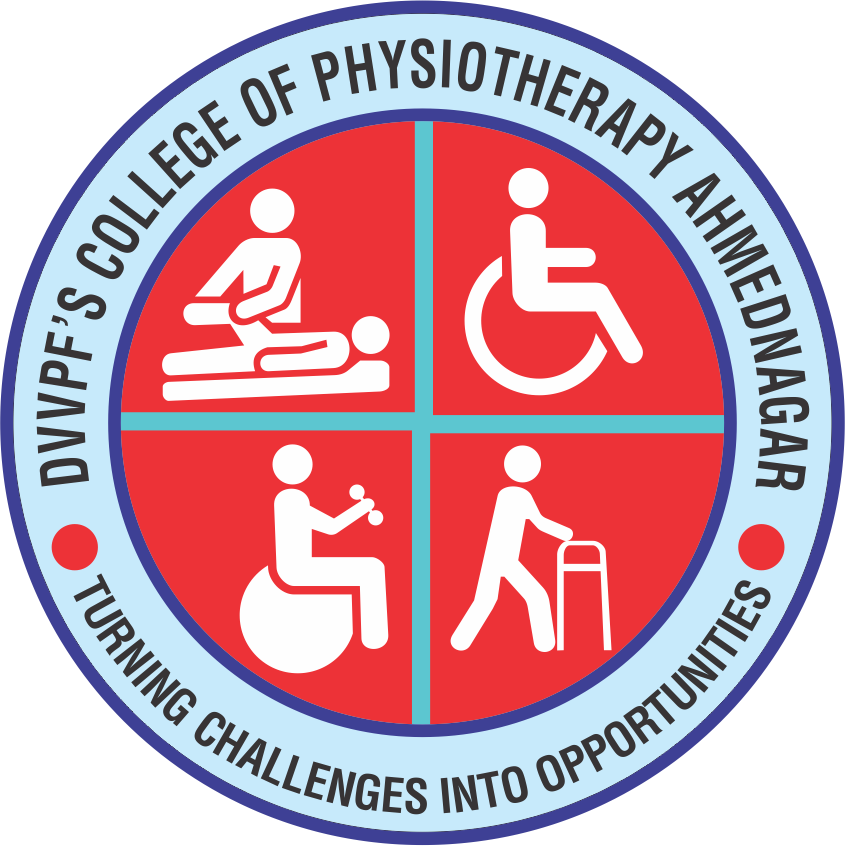 DVVPF'S COLLEGE OF PHYSIOTHERAPY AHMEDNAGAR
TURNING CHALLENGES INTO OPPORTUNITIES